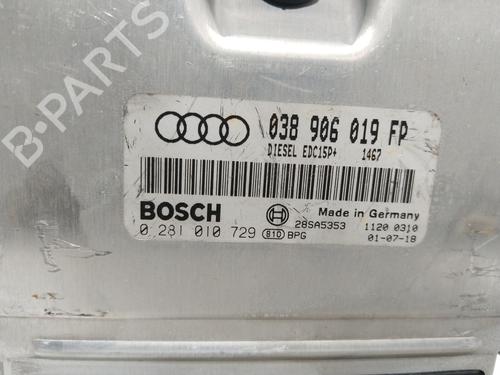 038 906 019 FP
DIESEL EDC15P+ 1467
BOSCH
Made in Germany
28SA5353
1120 0310
0 281 010 729 810 BPG
01-07-18
B-PARTS